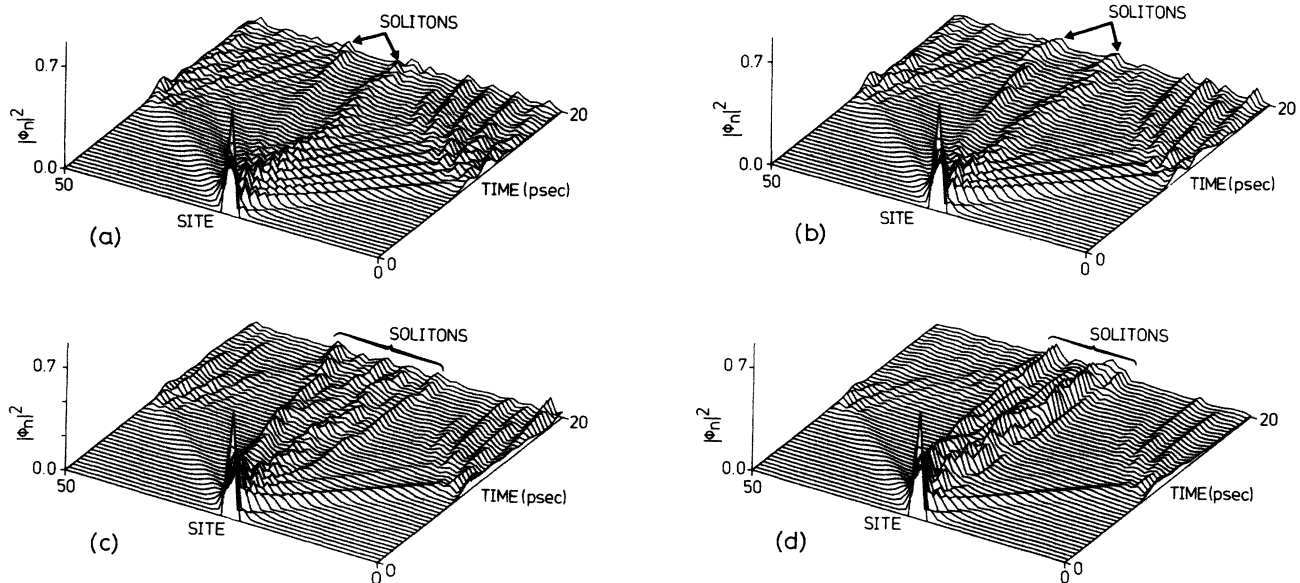 SOLITONS
0.7
|Φn|²
0.0
50
SITE
20
TIME (psec)
0
0
(a)
SOLITONS
0.7
|Φn|²
0.0
50
SITE
20
TIME (psec)
0
0
(b)
SOLITONS
0.7
|Φn|²
0.0
50
SITE
20
TIME (psec)
0
0
(c)
SOLITONS
0.7
|Φn|²
0.0
50
SITE
20
TIME (psec)
0
0
(d)